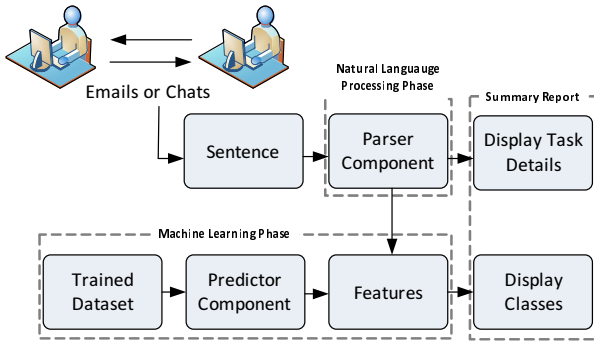 Emails or Chats
Natural Languauge
Processing Phase
Summary Report
Sentence
Parser
Component
Display Task
Details
Machine Learning Phase
Trained
Dataset
Predictor
Component
Features
Display
Classes